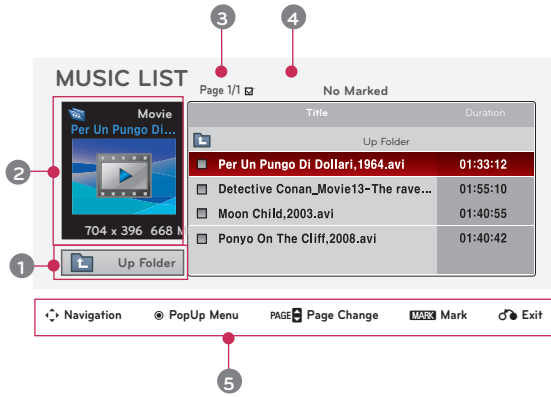 3
4
MUSIC LIST
Page 1/1
No Marked
Movie
Per Un Pungo Di...
704 x 396 668 M
2
Up Folder
1
Title Duration
Up Folder
Per Un Pungo Di Dollari,1964.avi 01:33:12
Detective Conan_Movie13-The rave... 01:55:10
Moon Child,2003.avi 01:40:55
Ponyo On The Cliff,2008.avi 01:40:42
Navigation
PopUp Menu
PAGE Page Change
MARK Mark
Exit
5